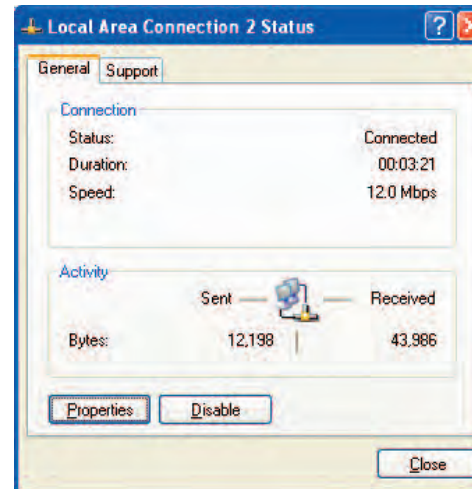 Local Area Connection 2 Status
General Support
Connection
Status: Connected
Duration: 00:03:21
Speed: 12.0 Mbps
Activity
Sent Received
Bytes: 12,198 43,986
Properties Disable
Close